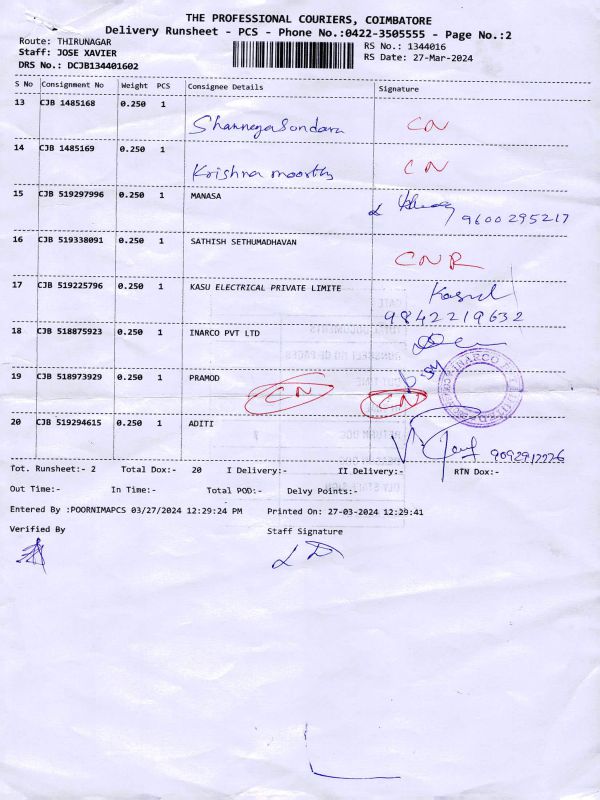 THE PROFESSIONAL COURIERS, COIMBATORE
Delivery Runsheet - PCS - Phone No.:0422-3505555 - Page No.:2
Route: THIRUNAGAR
Staff: JOSE XAVIER
DRS No.: DCJB134401602
RS No.: 1344016
RS Date: 27-Mar-2024
S No Consignment No Weight PCS Consignee Details Signature
13 CJB 1485168 0.250 1
Shanmegasundara CN
14 CJB 1485169 0.250 1
Krishna moorthy CN
15 CJB 519297996 0.250 1 MANASA
9600295217
16 CJB 519338091 0.250 1 SATHISH SETHUMADHAVAN
CNR
17 CJB 519225796 0.250 1 KASU ELECTRICAL PRIVATE LIMITE
9842219632
18 CJB 518875923 0.250 1 INARCO PVT LTD
INARCO
19 CJB 518973929 0.250 1 PRAMOD
CN CN
20 CJB 519294615 0.250 1 ADITI
Tot. Runsheet:- 2 Total Dox:- 20 I Delivery:- II Delivery:- RTN Dox:-
Out Time:- In Time:- Total POD:- Delvy Points:-
Entered By :POORNIMAPCS 03/27/2024 12:29:24 PM Printed On: 27-03-2024 12:29:41
Verified By Staff Signature